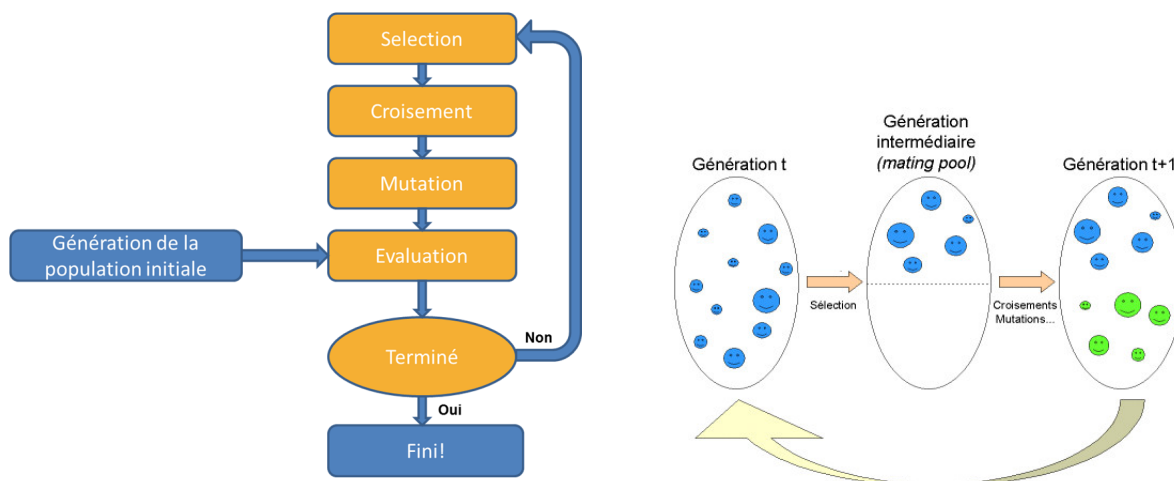 Selection
Croisement
Mutation
Génération de la
population initiale
Evaluation
Terminé
Non
Oui
Fini!
Génération t
Génération
intermédiaire
(mating pool)
Génération t+1
Sélection
Croisements
Mutations...